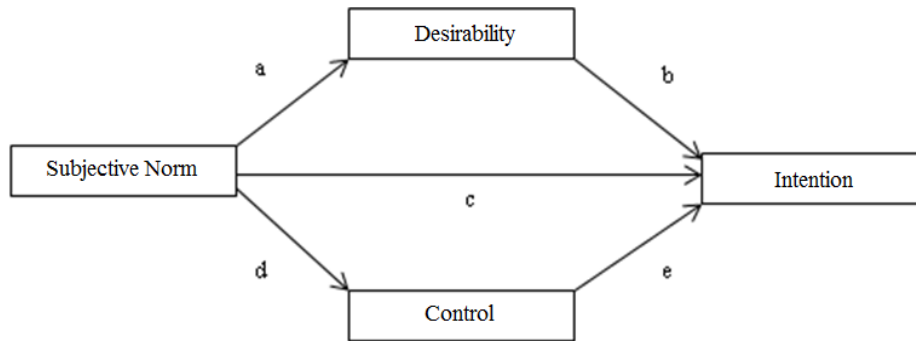 Desirability
a
b
Subjective Norm
c
Intention
d
e
Control